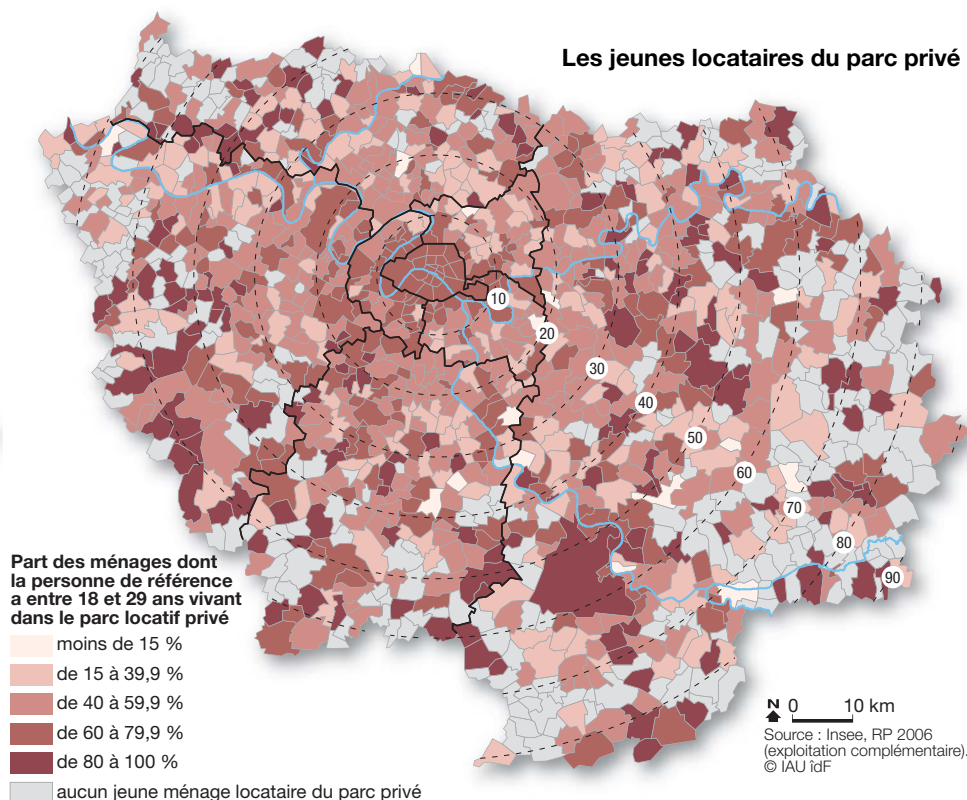 Les jeunes locataires du parc privé
10
20
30
40
50
60
70
80
90
Part des ménages dont
la personne de référence
a entre 18 et 29 ans vivant
dans le parc locatif privé
moins de 15 %
de 15 à 39,9 %
de 40 à 59,9 %
de 60 à 79,9 %
de 80 à 100 %
aucun jeune ménage locataire du parc privé
N 0 10 km
Source : Insee, RP 2006
(exploitation complémentaire).
© IAU îdF